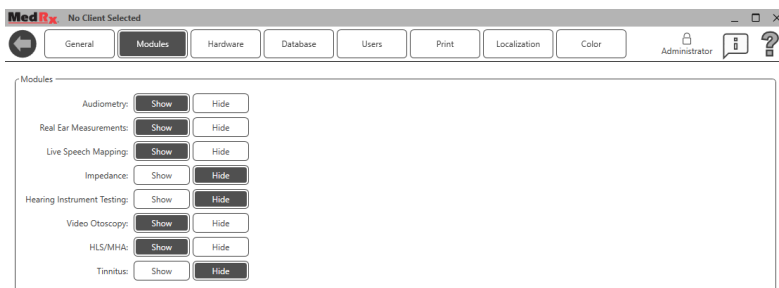 MedRx No Client Selected
General Modules Hardware Database Users Print Localization Color Administrator i ?
Modules
Audiometry: Show Hide
Real Ear Measurements: Show Hide
Live Speech Mapping: Show Hide
Impedance: Show Hide
Hearing Instrument Testing: Show Hide
Video Otoscopy: Show Hide
HLS/MHA: Show Hide
Tinnitus: Show Hide